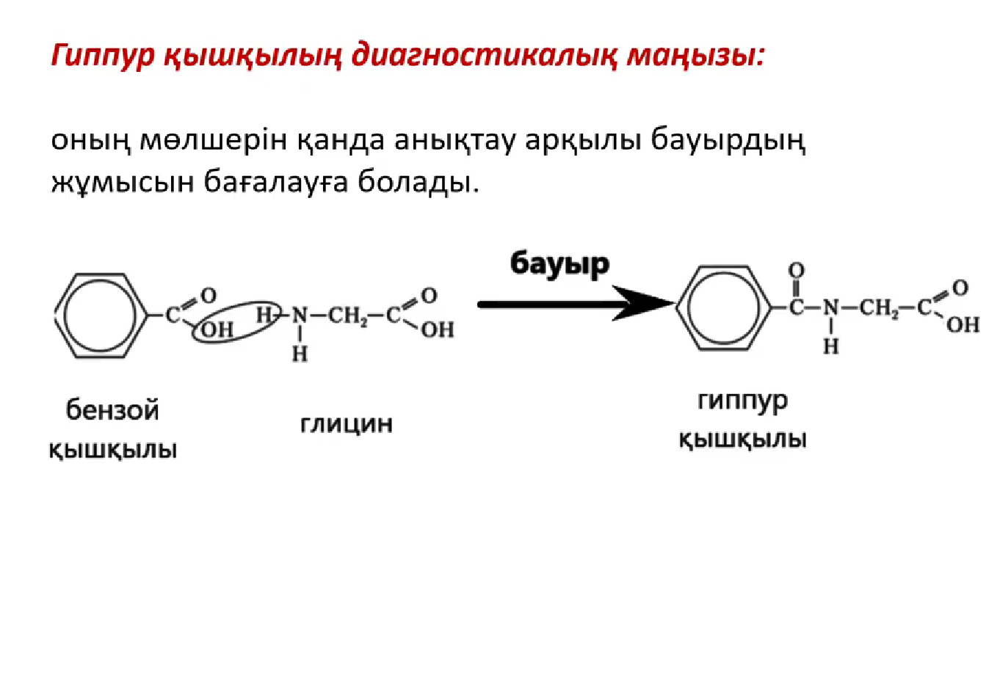 Гиппур қышқылың диагностикалық маңызы:
оның мөлшерін қанда анықтау арқылы бауырдың
жұмысын бағалауға болады.
бауыр
C O OH H–N–CH₂–C O OH H
O C–N–CH₂–C O OH H
бензой
қышқылы
глицин
гиппур
қышқылы